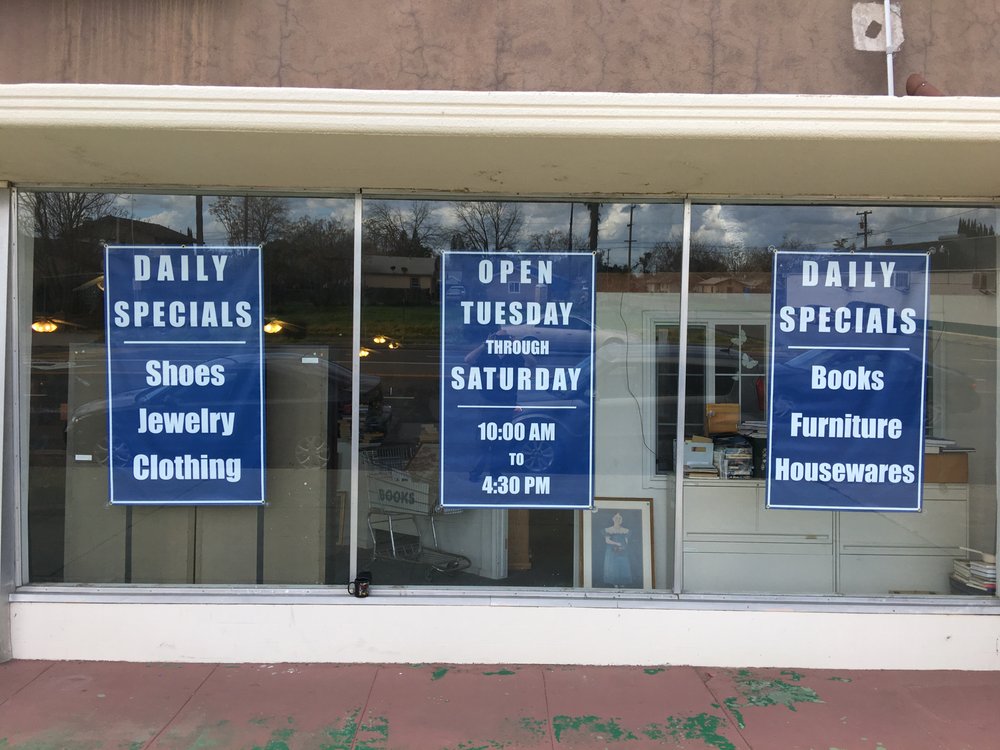 DAILY
SPECIALS
Shoes
Jewelry
Clothing
OPEN
TUESDAY
THROUGH
SATURDAY
10:00 AM
TO
4:30 PM
DAILY
SPECIALS
Books
Furniture
Housewares
BOOKS